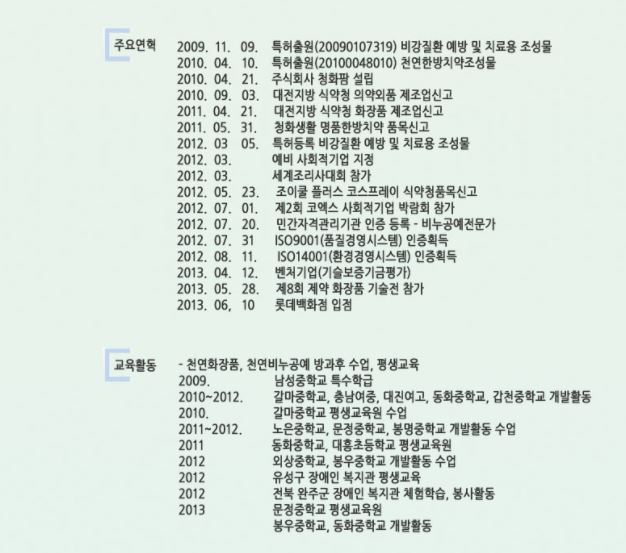 주요연혁
2009. 11. 09. 특허출원(20090107319) 비강질환 예방 및 치료용 조성물
2010. 04. 10. 특허출원(20100048010) 천연한방치약조성물
2010. 04. 21. 주식회사 청화팜 설립
2010. 09. 03. 대전지방 식약청 의약외품 제조업신고
2011. 04. 21. 대전지방 식약청 화장품 제조업신고
2011. 05. 31. 청화생활 명품한방치약 품목신고
2012. 03 05. 특허등록 비강질환 예방 및 치료용 조성물
2012. 03. 예비 사회적기업 지정
2012. 03. 세계조리사대회 참가
2012. 05. 23. 조이쿨 플러스 코스프레이 식약청품목신고
2012. 07. 01. 제2회 코엑스 사회적기업 박람회 참가
2012. 07. 20. 민간자격관리기관 인증 등록 - 비누공예전문가
2012. 07. 31 ISO9001(품질경영시스템) 인증획득
2012. 08. 11. ISO14001(환경경영시스템) 인증획득
2013. 04. 12. 벤처기업(기술보증기금평가)
2013. 05. 28. 제8회 제약 화장품 기술전 참가
2013. 06, 10 롯데백화점 입점
교육활동
- 천연화장품, 천연비누공예 방과후 수업, 평생교육
2009. 남성중학교 특수학급
2010~2012. 갈마중학교, 충남여중, 대진여고, 동화중학교, 갑천중학교 개발활동
2010. 갈마중학교 평생교육원 수업
2011~2012. 노은중학교, 문정중학교, 봉명중학교 개발활동 수업
2011 동화중학교, 대흥초등학교 평생교육원
2012 외상중학교, 봉우중학교 개발활동 수업
2012 유성구 장애인 복지관 평생교육
2012 전북 완주군 장애인 복지관 체험학습, 봉사활동
2013 문정중학교 평생교육원
봉우중학교, 동화중학교 개발활동